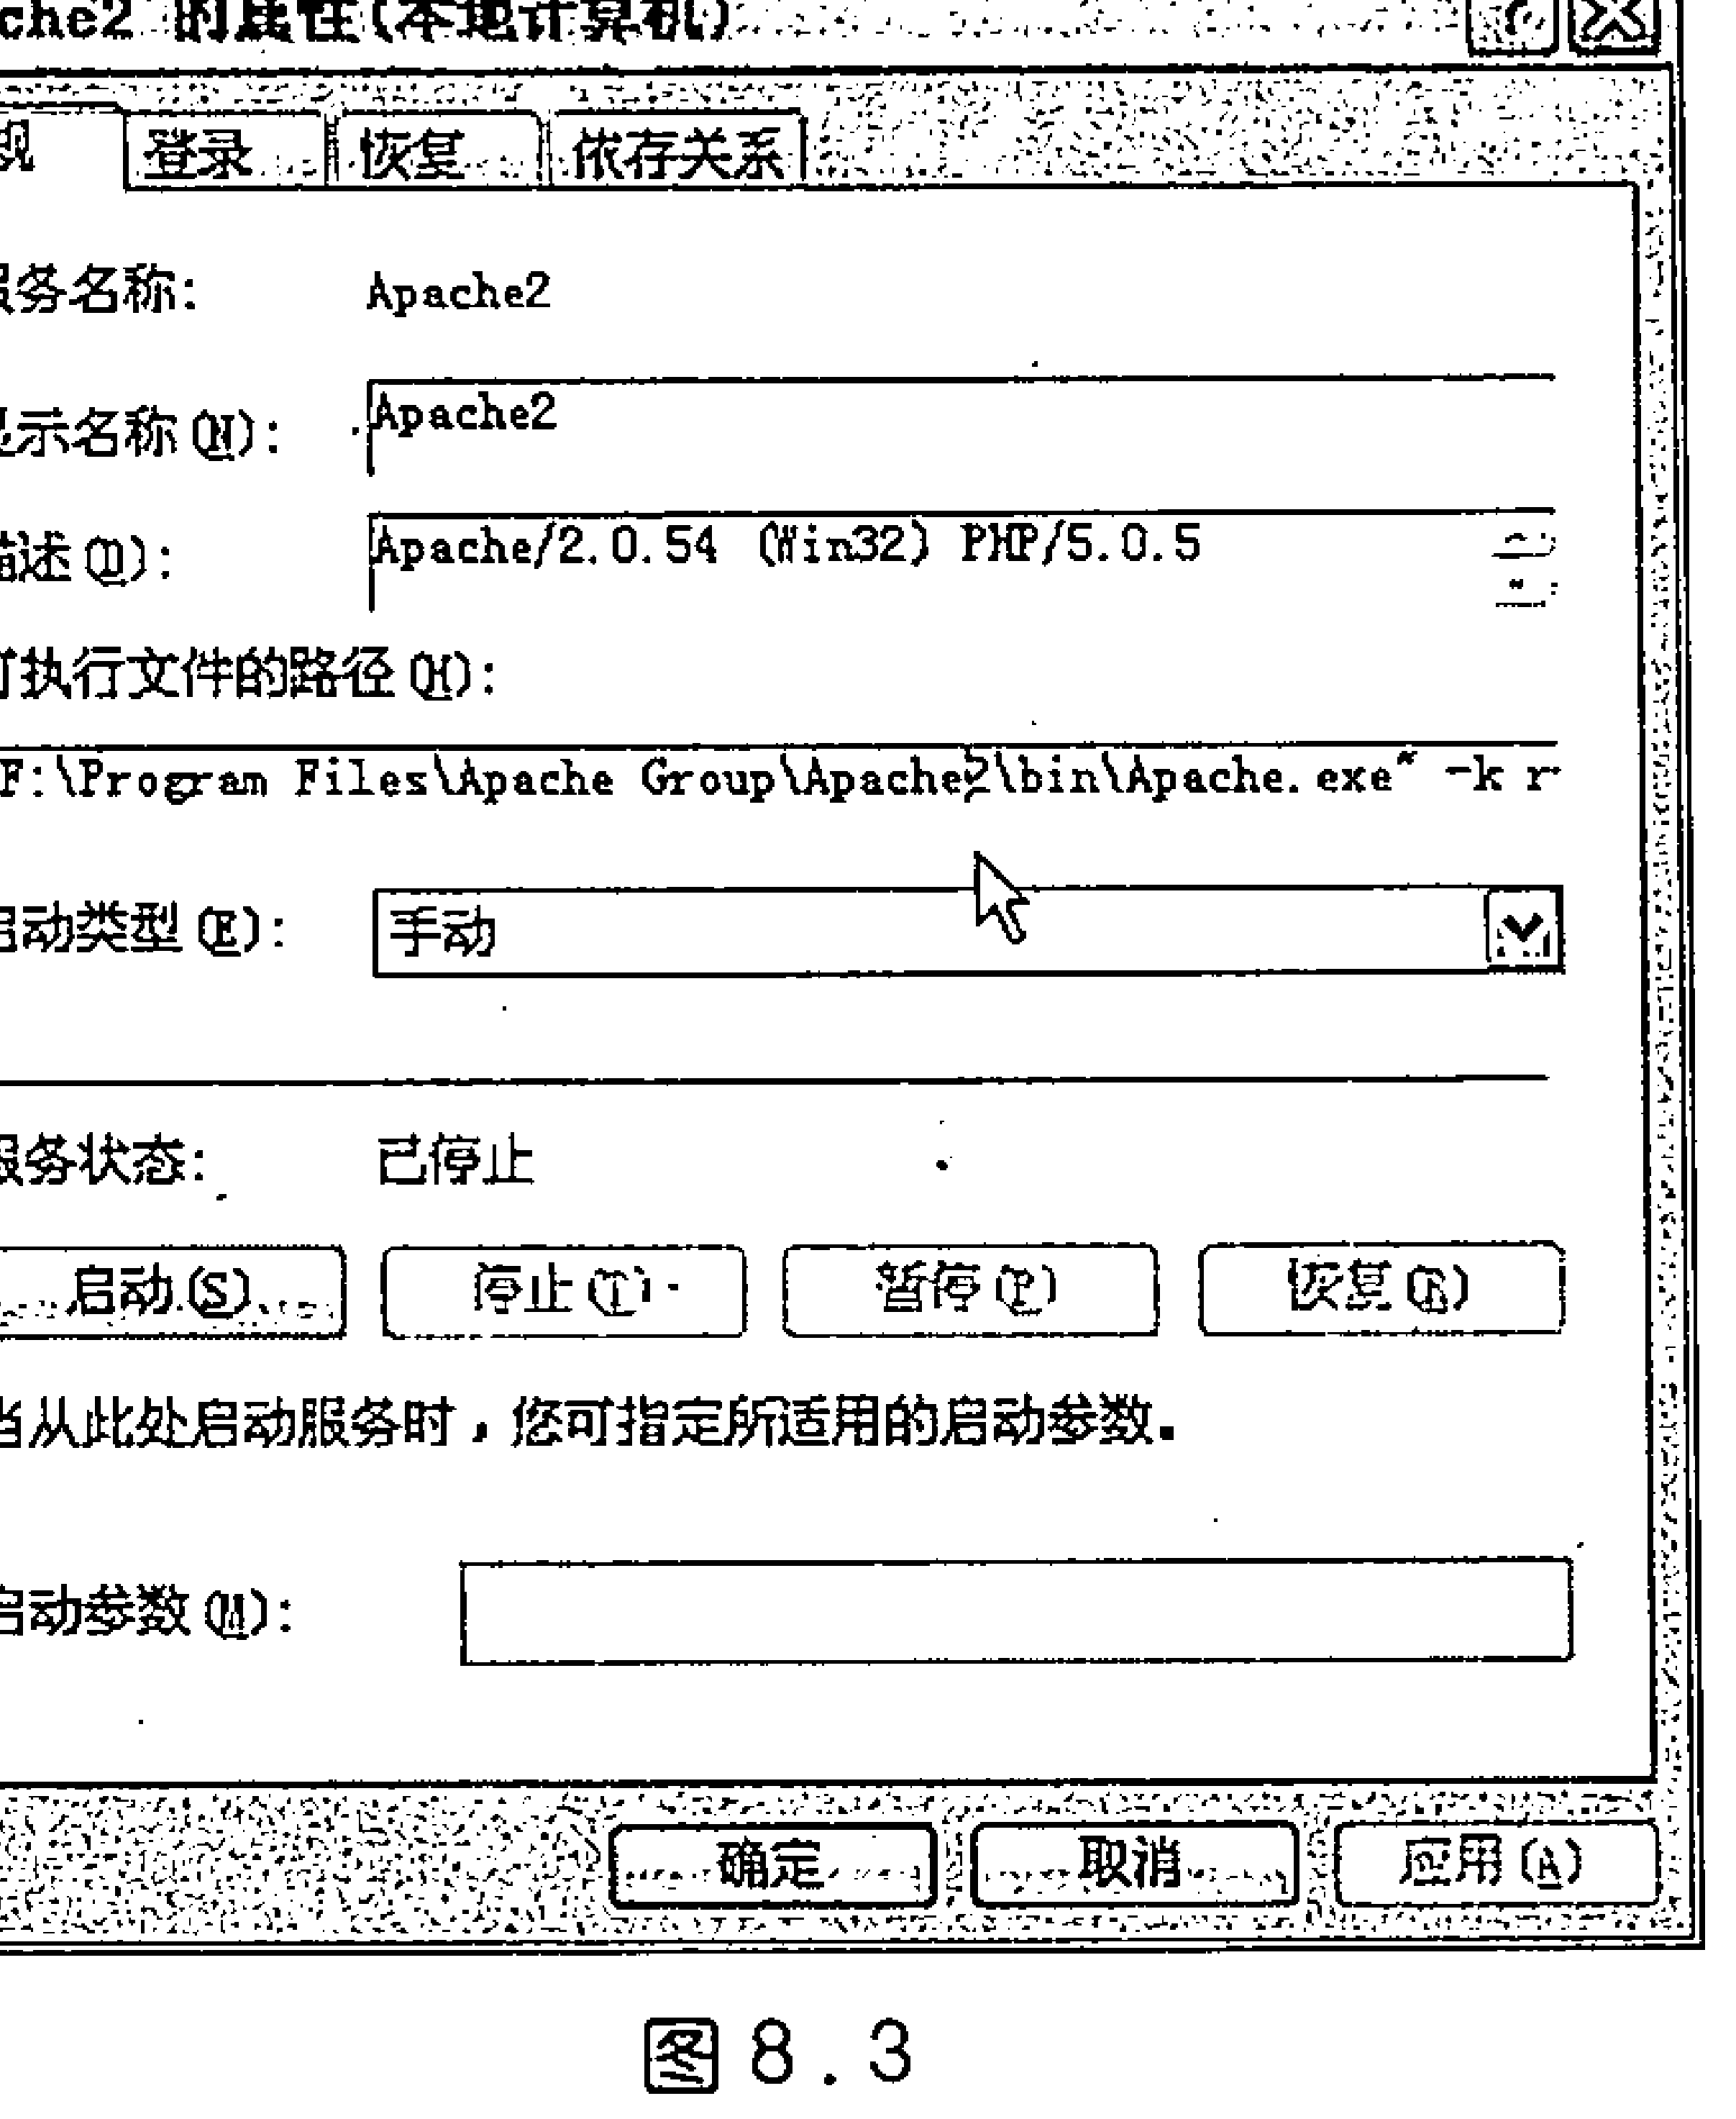 che2 的属性(本地计算机)
规 登录 恢复 依存关系
服务名称: Apache2
显示名称(N): Apache2
描述(D): Apache/2.0.54 (Win32) PHP/5.0.5
可执行文件的路径(H):
F:\Program Files\Apache Group\Apache2\bin\Apache.exe" -k r
启动类型(E): 手动
服务状态: 已停止
启动(S) 停止(T) 暂停(P) 恢复(R)
当从此处启动服务时，您可指定所适用的启动参数。
启动参数(M):
确定 取消 应用(A)
图 8.3